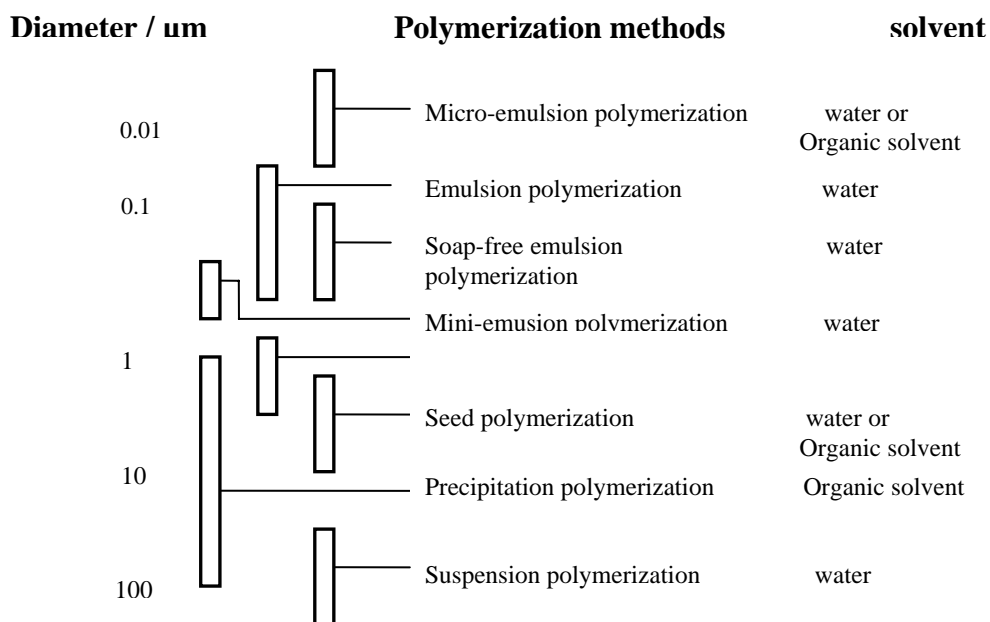 Diameter / μm Polymerization methods solvent
0.01 Micro-emulsion polymerization water or
Organic solvent
Emulsion polymerization water
0.1
Soap-free emulsion water
polymerization
Mini-emusion polymerization water
1
Seed polymerization water or
Organic solvent
10 Precipitation polymerization Organic solvent
Suspension polymerization water
100